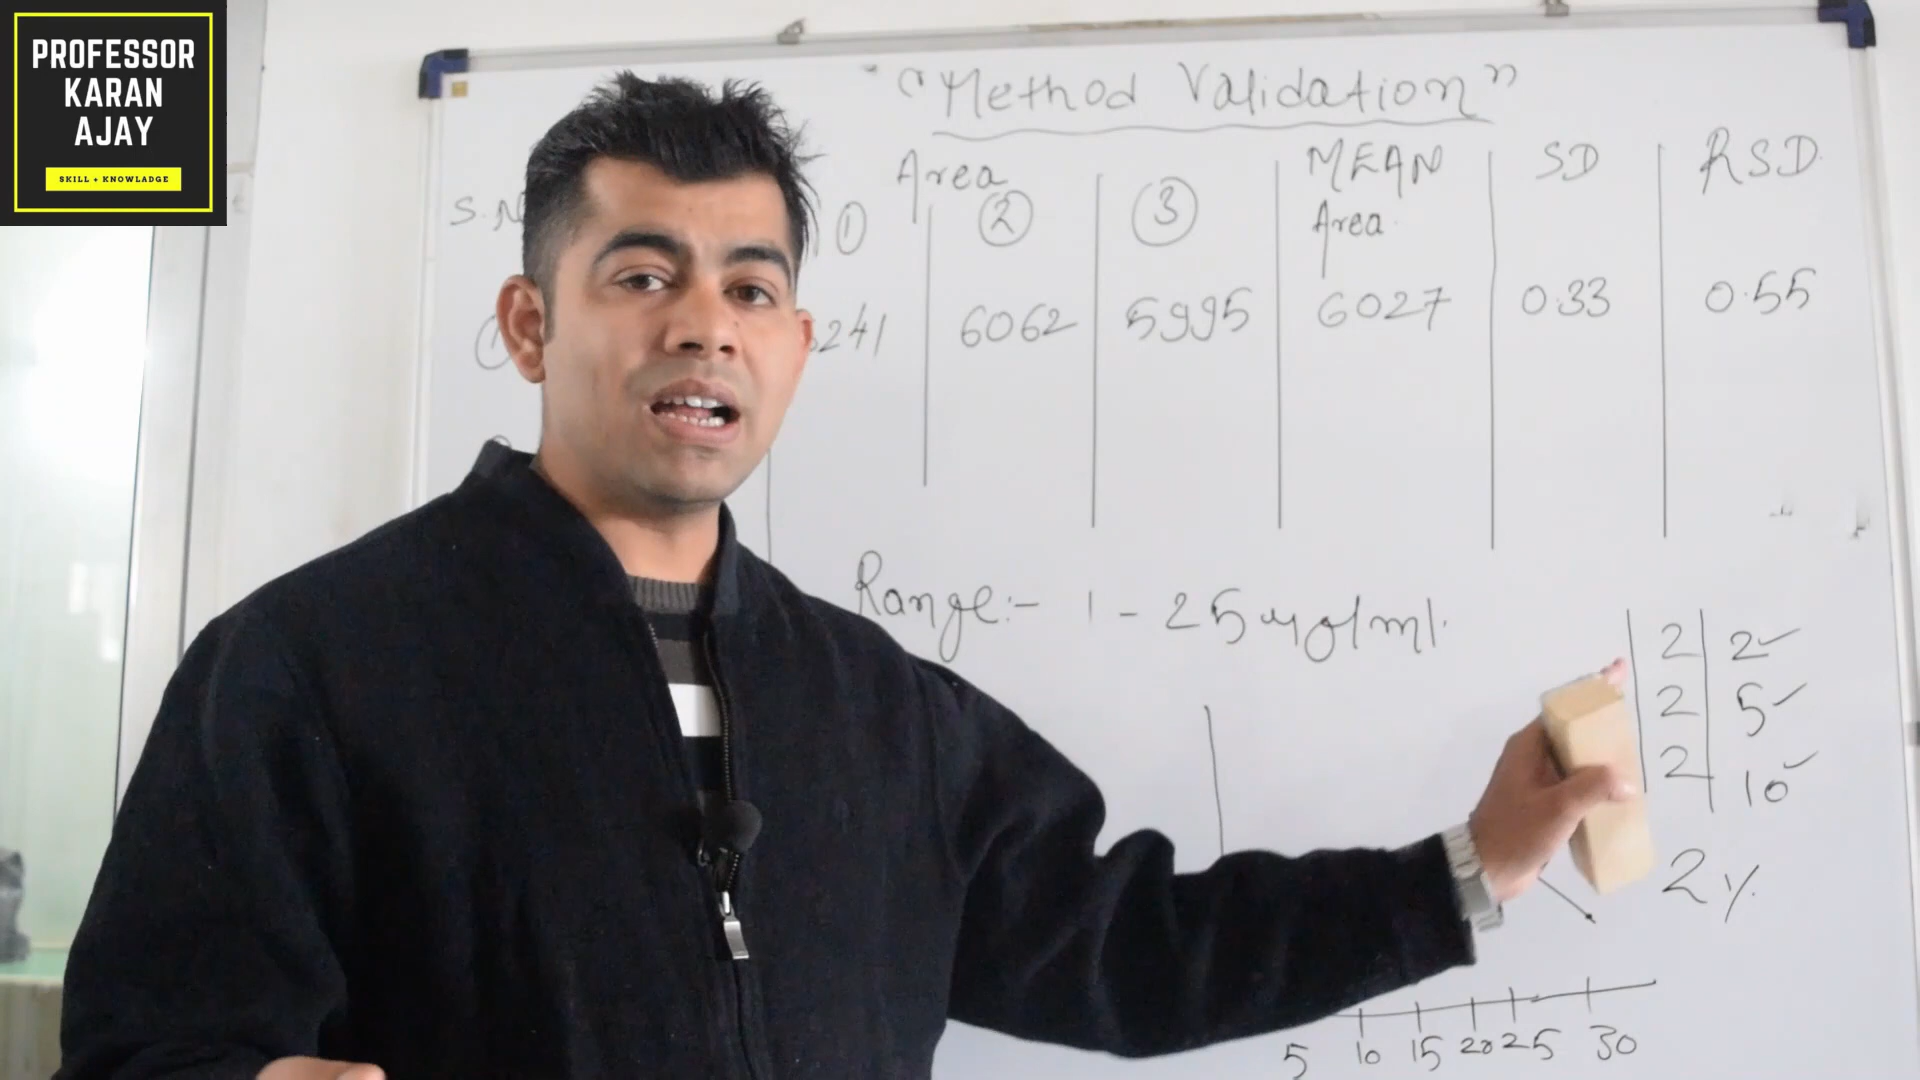 PROFESSOR
KARAN
AJAY
SKILL + KNOWLADGE
"Method Validation"
Area MEAN SD RSD
S.N ① ② ③ Area
① 241 6062 5995 6027 0.33 0.55
Range:- 1 - 25 μg/ml.
2 2✓
2 5✓
2 10✓
2%
5 10 15 20 25 30